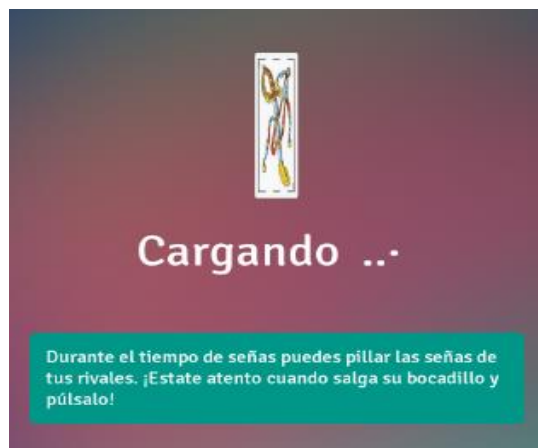 Cargando ...
Durante el tiempo de señas puedes pillar las señas de
tus rivales. ¡Estate atento cuando salga su bocadillo y
púlsalo!